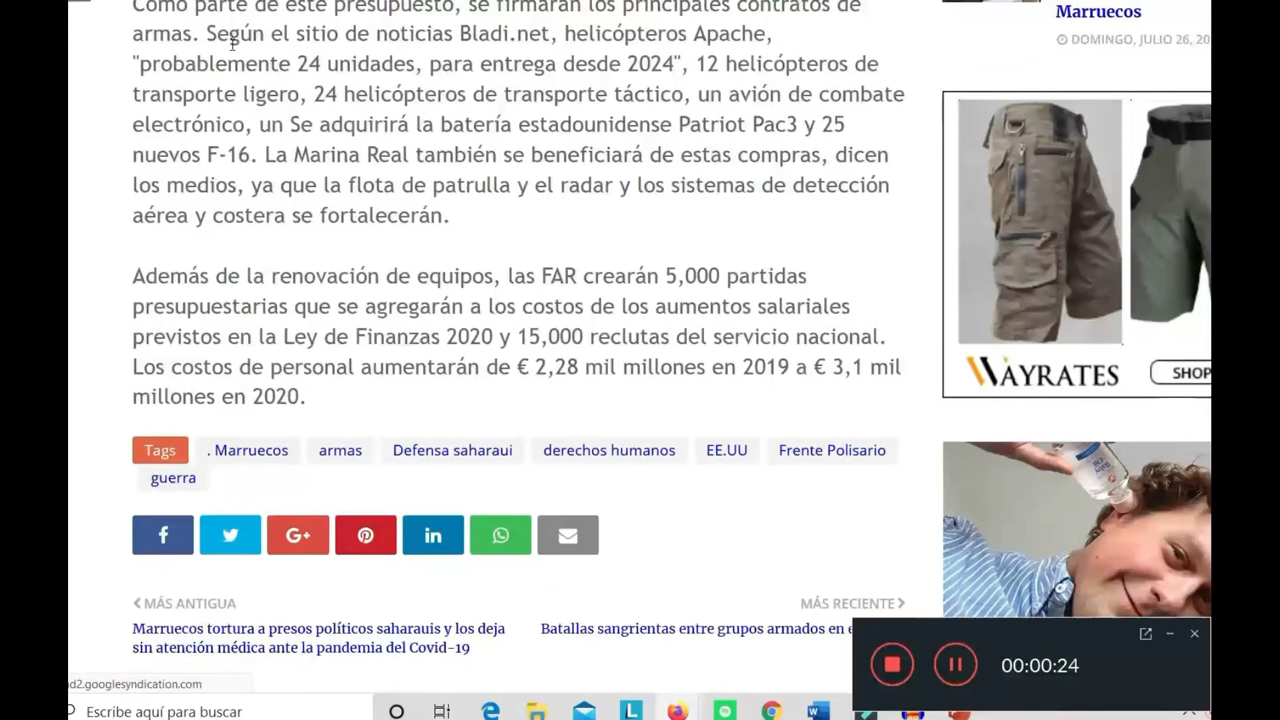 Como parte de este presupuesto, se firmarán los principales contratos de
armas. Según el sitio de noticias Bladi.net, helicópteros Apache,
"probablemente 24 unidades, para entrega desde 2024", 12 helicópteros de
transporte ligero, 24 helicópteros de transporte táctico, un avión de combate
electrónico, un Se adquirirá la batería estadounidense Patriot Pac3 y 25
nuevos F-16. La Marina Real también se beneficiará de estas compras, dicen
los medios, ya que la flota de patrulla y el radar y los sistemas de detección
aérea y costera se fortalecerán.
Además de la renovación de equipos, las FAR crearán 5,000 partidas
presupuestarias que se agregarán a los costos de los aumentos salariales
previstos en la Ley de Finanzas 2020 y 15,000 reclutas del servicio nacional.
Los costos de personal aumentarán de € 2,28 mil millones en 2019 a € 3,1 mil
millones en 2020.
Tags . Marruecos armas Defensa saharaui derechos humanos EE.UU Frente Polisario
guerra
MÁS ANTIGUA
Marruecos tortura a presos políticos saharauis y los deja
sin atención médica ante la pandemia del Covid-19
MÁS RECIENTE
Batallas sangrientas entre grupos armados en e
Marruecos
DOMINGO, JULIO 26, 20
WAYRATES
SHOP
00:00:24
ad2.googlesyndication.com
Escribe aquí para buscar